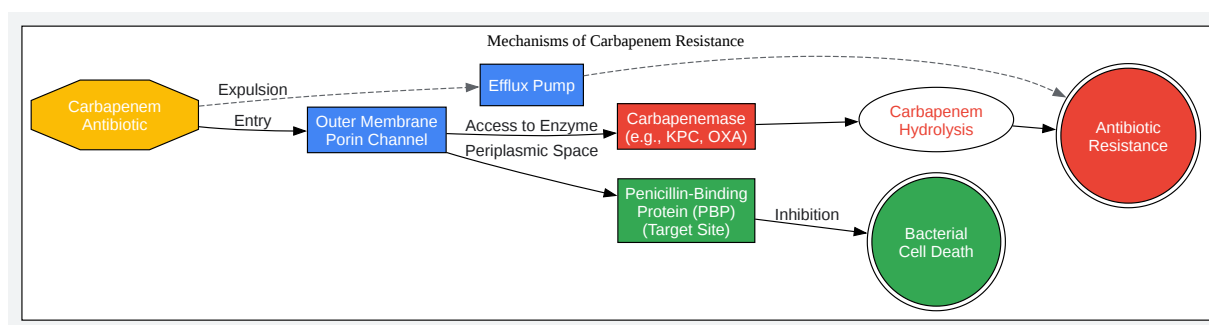 Mechanisms of Carbapenem Resistance
Carbapenem
Antibiotic
Expulsion
Entry
Efflux Pump
Outer Membrane
Porin Channel
Access to Enzyme
Periplasmic Space
Carbapenemase
(e.g., KPC, OXA)
Carbapenem
Hydrolysis
Antibiotic
Resistance
Penicillin-Binding
Protein (PBP)
(Target Site)
Inhibition
Bacterial
Cell Death